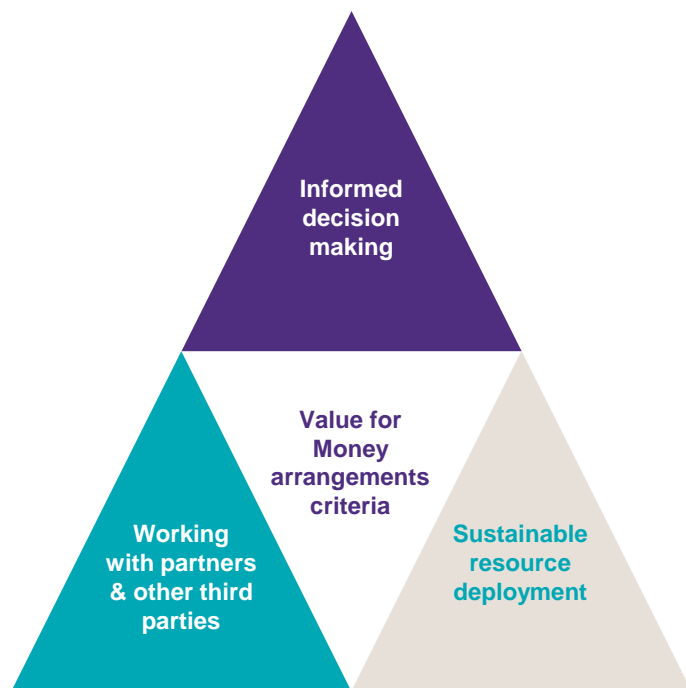 Informed
decision
making
Value for
Money
arrangements
criteria
Working
with partners
& other third
parties
Sustainable
resource
deployment